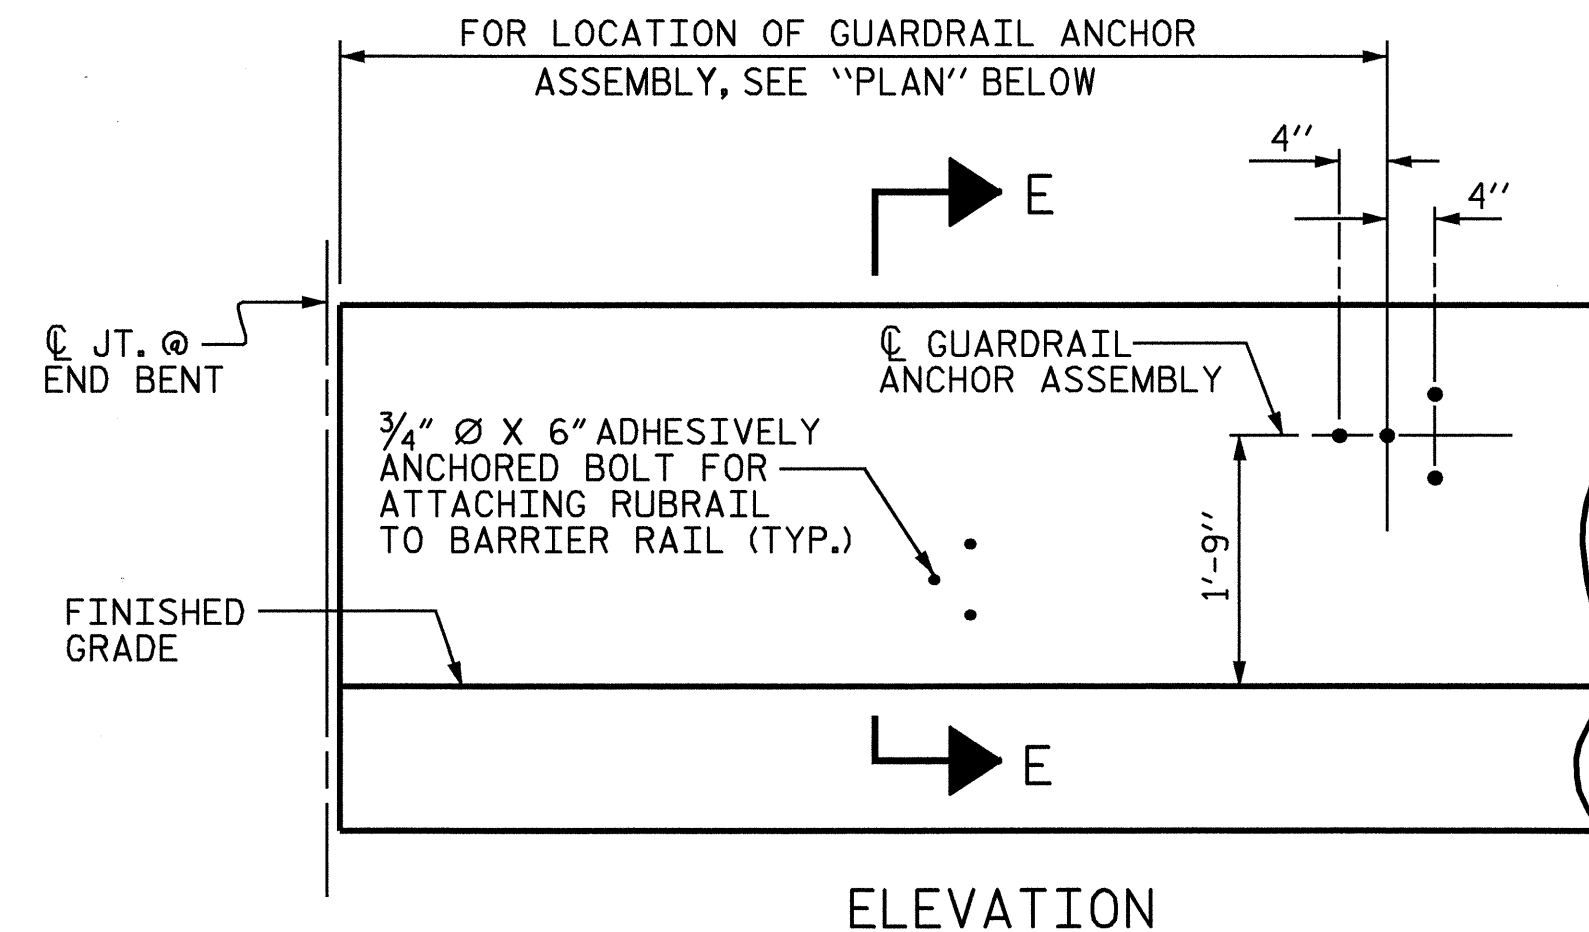 FOR LOCATION OF GUARDRAIL ANCHOR
ASSEMBLY, SEE "PLAN" BELOW
4"
4"
E
℄ JT. @
END BENT
℄ GUARDRAIL
ANCHOR ASSEMBLY
3/4" Ø X 6" ADHESIVELY
ANCHORED BOLT FOR
ATTACHING RUBRAIL
TO BARRIER RAIL (TYP.)
1'-9"
FINISHED
GRADE
E
ELEVATION